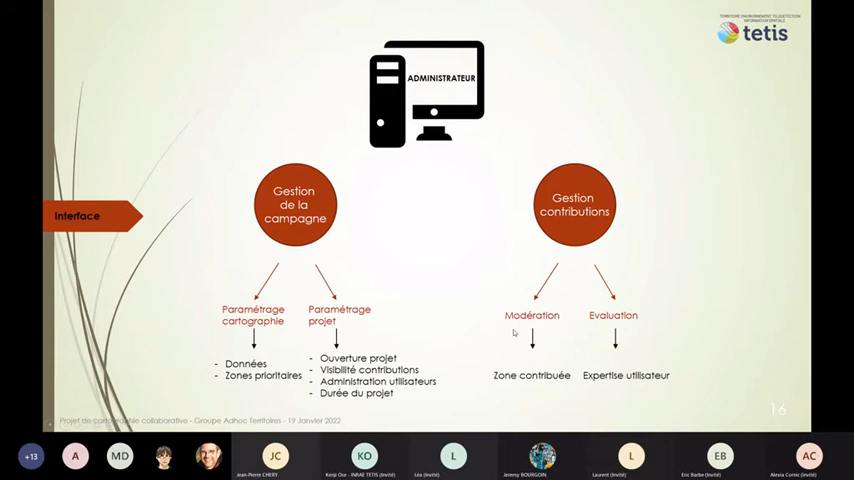 TERRITOIRE ENVIRONNEMENT TELEDETECTION
INFORMATION SPATIALE
tetis
ADMINISTRATEUR
Interface
Gestion
de la
campagne
Gestion
contributions
Paramétrage
cartographie
Paramétrage
projet
Modération
Evaluation
- Données
- Zones prioritaires
- Ouverture projet
- Visibilité contributions
- Administration utilisateurs
- Durée du projet
Zone contribuée
Expertise utilisateur
Projet de cartographie collaborative - Groupe Adhoc Territoires - 19 Janvier 2022
16
+13
A
MD
JC
KO
L
L
EB
AC
Jean-Pierre CHERY
Kenji Ose - INRAE TETIS (Invité)
Léa (Invité)
Jeremy BOURGOIN
Laurent (Invité)
Eric Barbe (Invité)
Alexia Cornic (Invité)